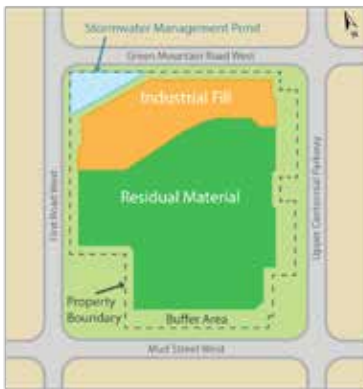 Stormwater Management Pond
Green Mountain Road West
Industrial Fill
Residual Material
First Road West
Upper Centennial Parkway
Property
Boundary
Buffer Area
Mud Street West